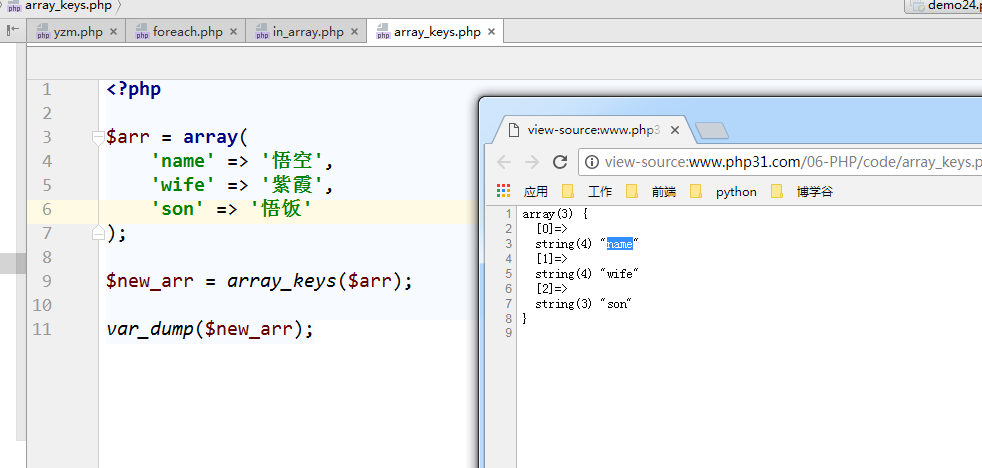 array_keys.php
demo24.p
yzm.php
foreach.php
in_array.php
array_keys.php
1 <?php
2
3 $arr = array(
4 'name' => '悟空',
5 'wife' => '紫霞',
6 'son' => '悟饭'
7 );
8
9 $new_arr = array_keys($arr);
10
11 var_dump($new_arr);
view-source:www.php3
view-source:www.php31.com/06-PHP/code/array_keys.p
应用 工作 前端 python 博学谷
1 array(3) {
2 [0]=>
3 string(4) "name"
4 [1]=>
5 string(4) "wife"
6 [2]=>
7 string(3) "son"
8 }
9